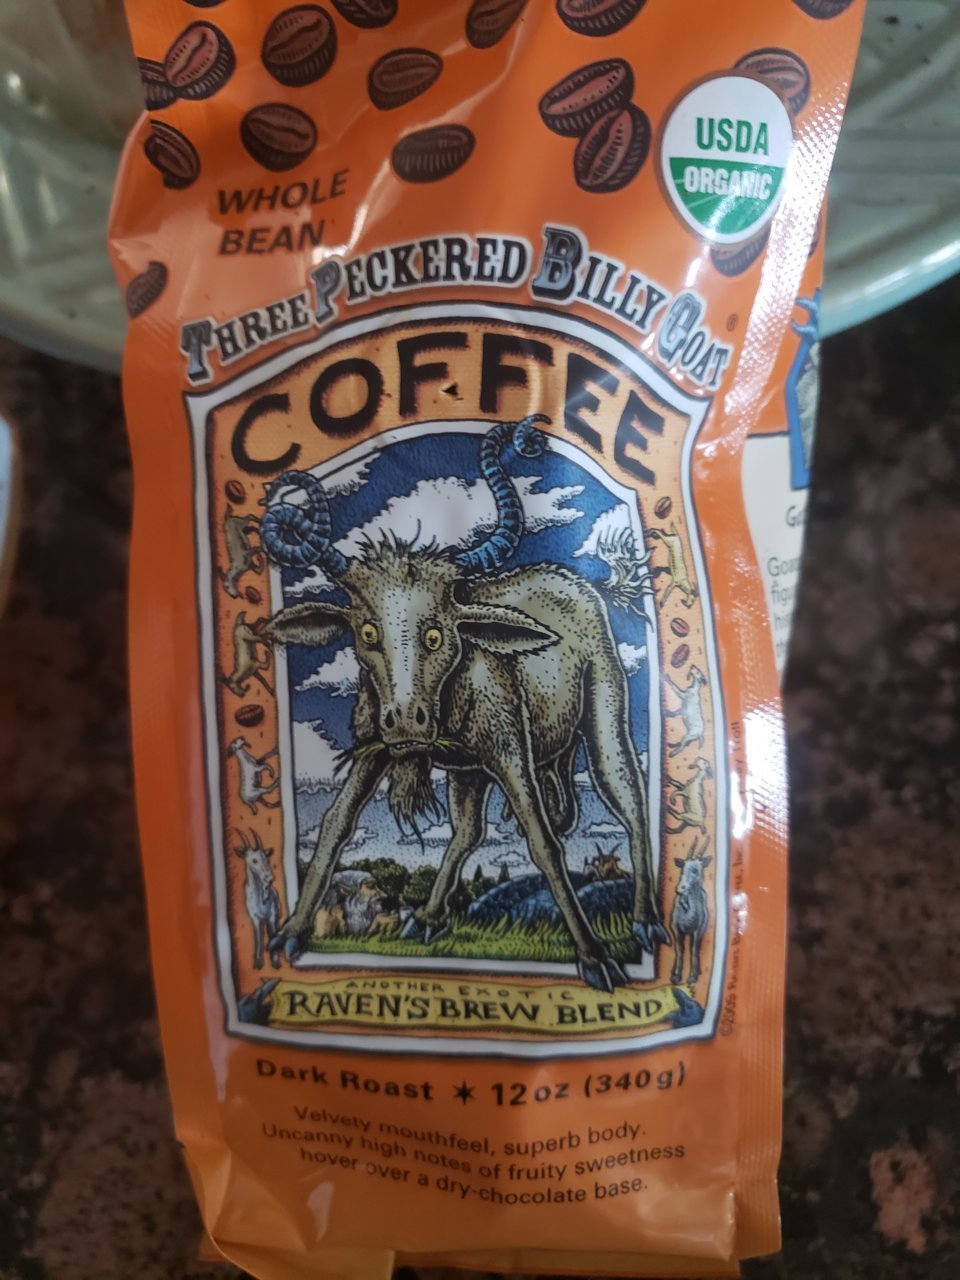 USDA
ORGANIC
WHOLE
BEAN
THREE PECKERED BILLY GOAT®
COFFEE
ANOTHER EXOTIC
RAVEN'S BREW BLEND
Dark Roast ✶ 12 oz (340 g)
Velvety mouthfeel, superb body.
Uncanny high notes of fruity sweetness
hover over a dry-chocolate base.